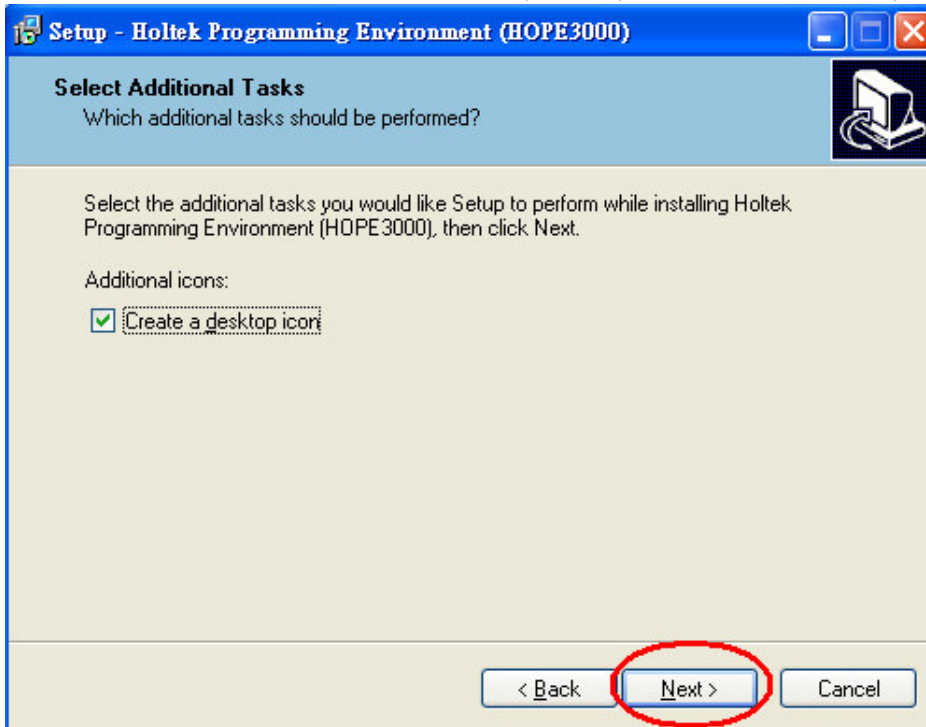 Setup - Holtek Programming Environment (HOPE3000)
Select Additional Tasks
Which additional tasks should be performed?
Select the additional tasks you would like Setup to perform while installing Holtek
Programming Environment (HOPE3000), then click Next.
Additional icons:
Create a desktop icon
< Back
Next >
Cancel